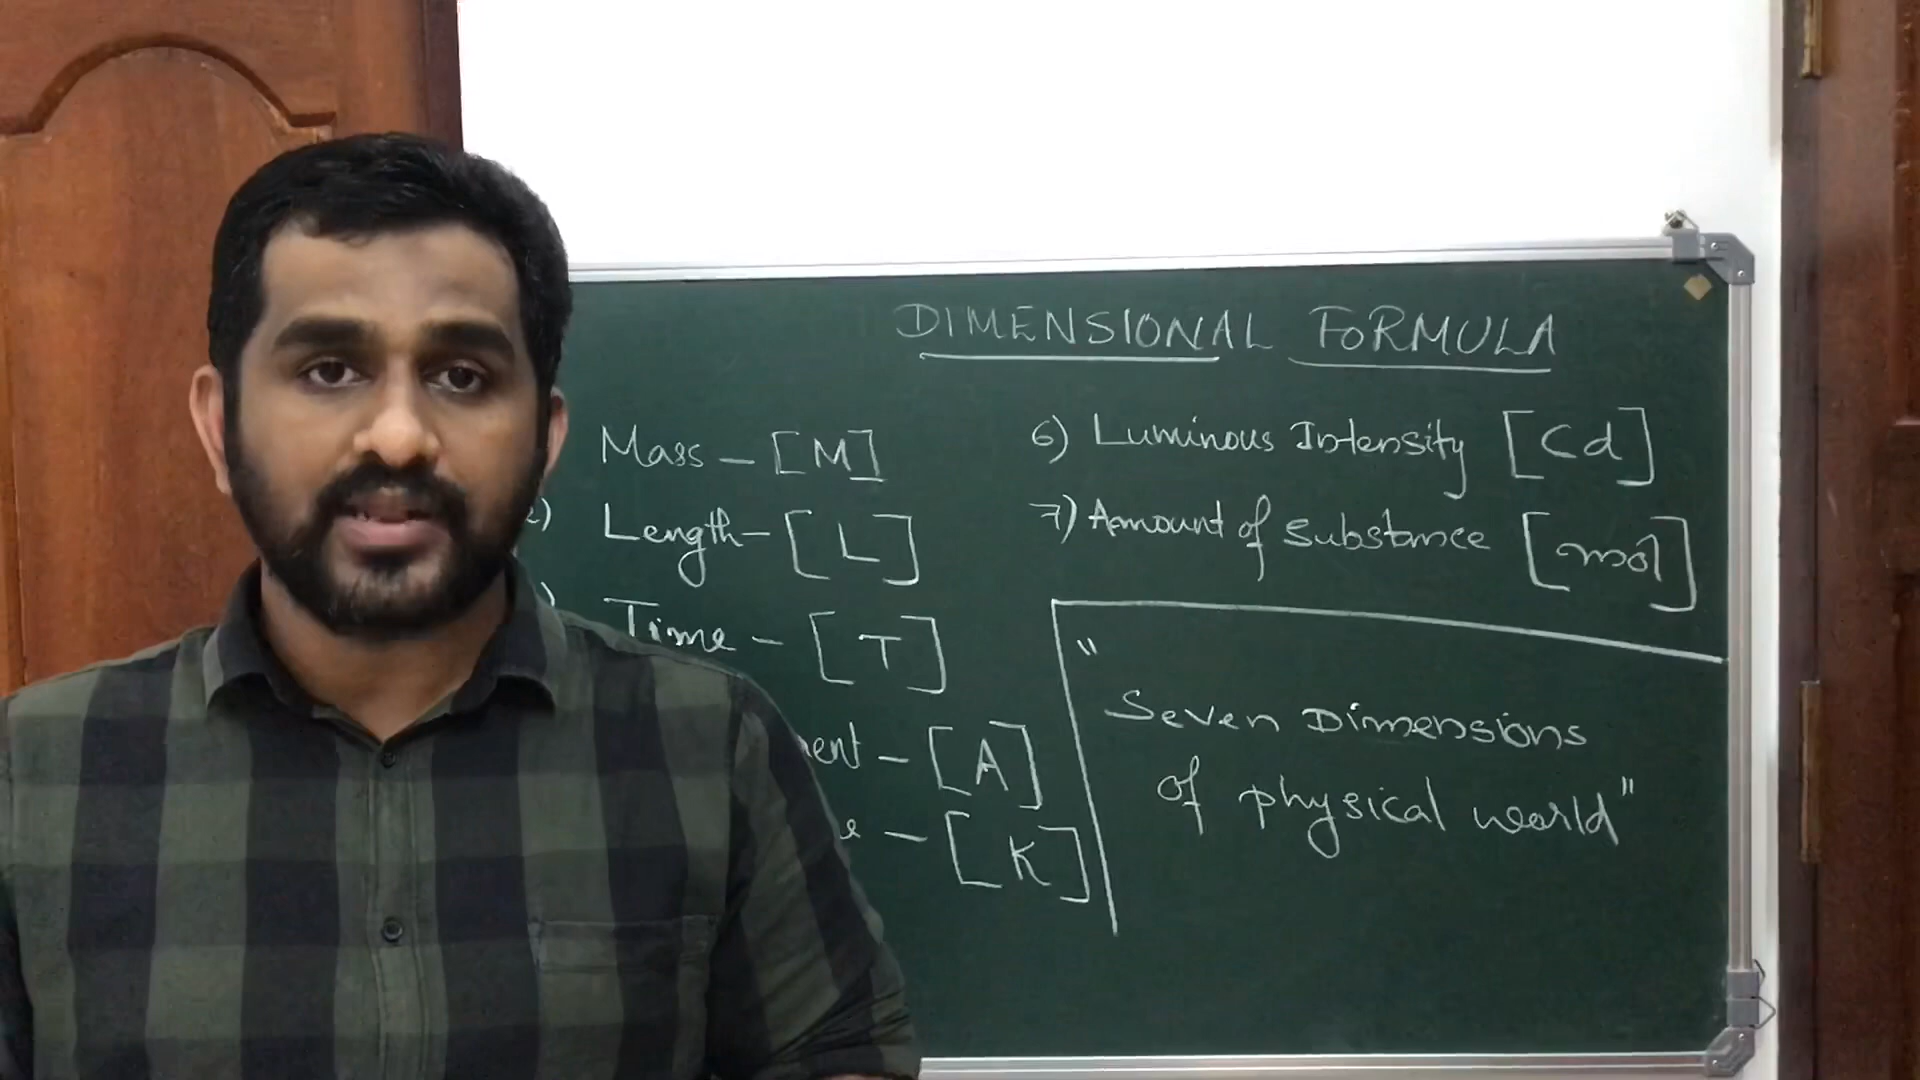 DIMENSIONAL FORMULA
Mass – [M]
2) Length – [L]
Time – [T]
– [A]
– [K]
6) Luminous Intensity [Cd]
7) Amount of substance [mol]
"Seven Dimensions
of physical world"